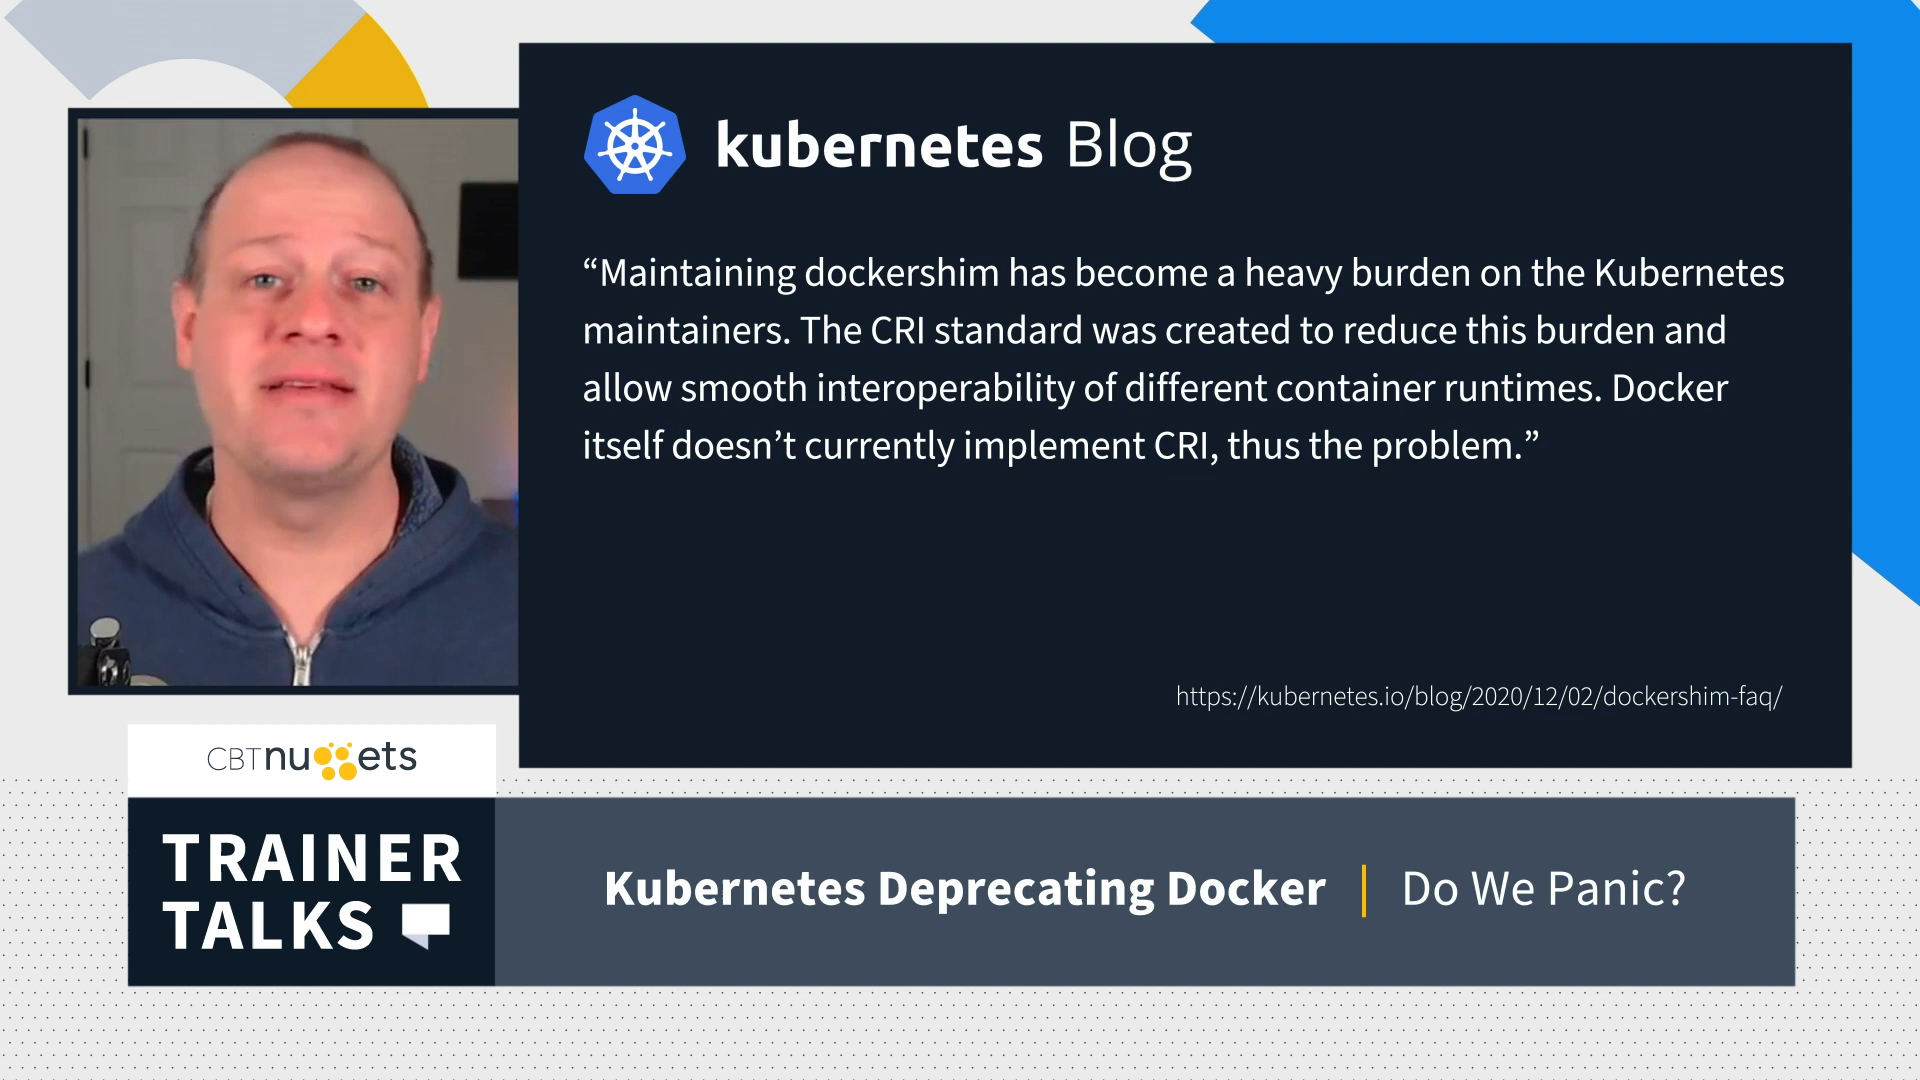 kubernetes Blog
“Maintaining dockershim has become a heavy burden on the Kubernetes
maintainers. The CRI standard was created to reduce this burden and
allow smooth interoperability of different container runtimes. Docker
itself doesn’t currently implement CRI, thus the problem.”
https://kubernetes.io/blog/2020/12/02/dockershim-faq/
CBTnuggets
TRAINER
TALKS
Kubernetes Deprecating Docker | Do We Panic?